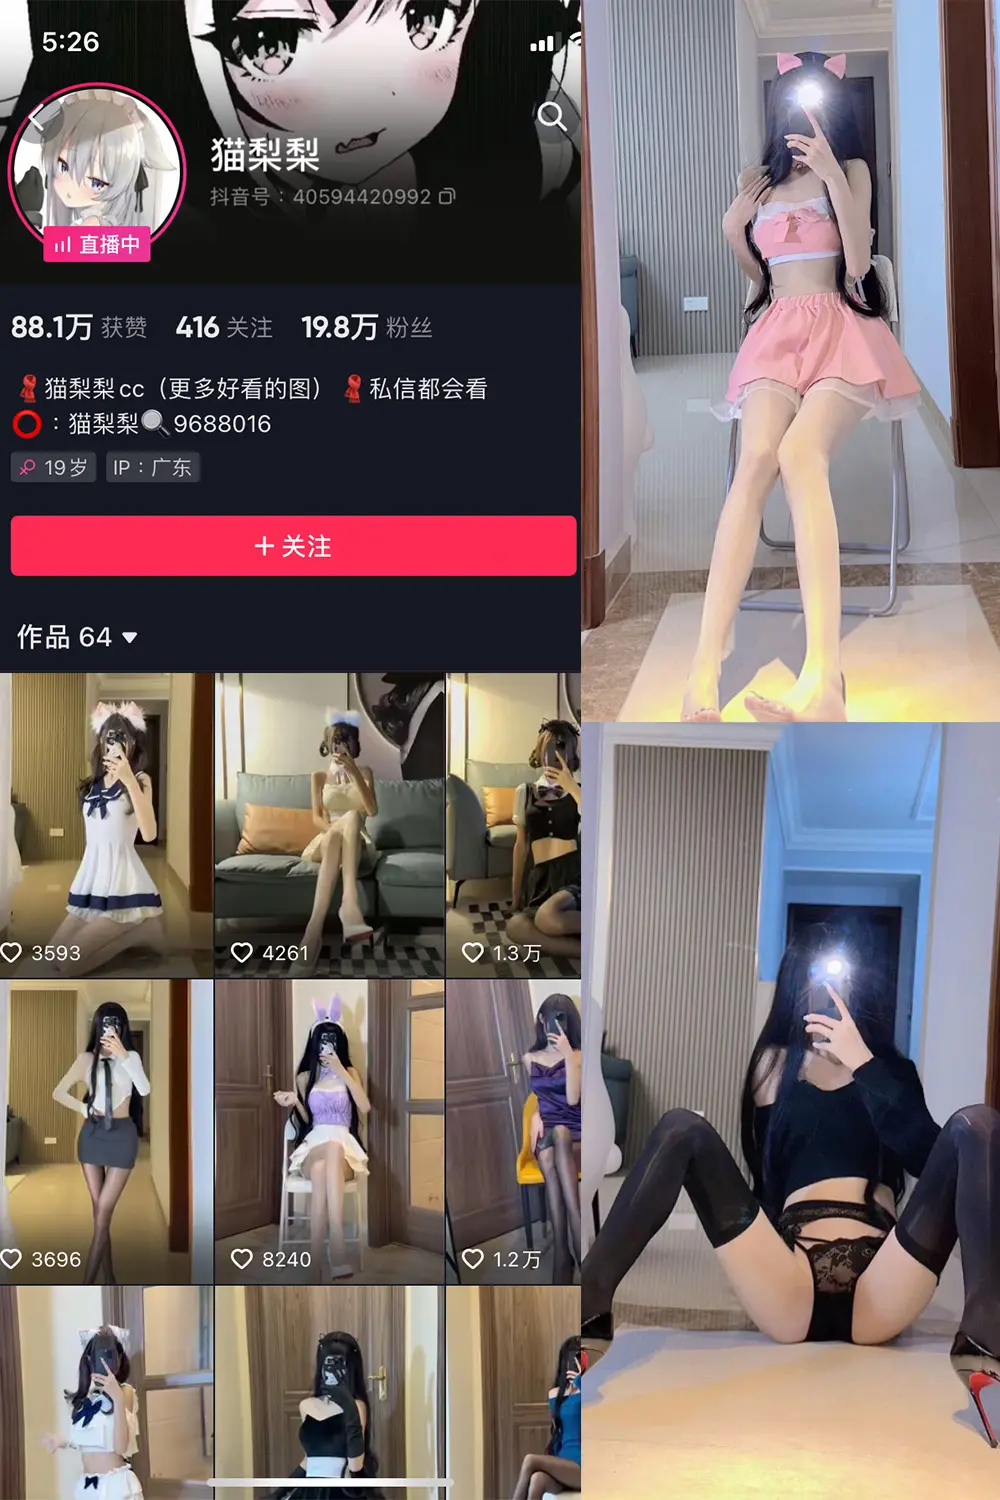 5:26
猫梨梨
抖音号：40594420992
直播中
88.1万 获赞 416 关注 19.8万 粉丝
猫梨梨cc（更多好看的图） 私信都会看
⭕：猫梨梨🔍9688016
19岁 IP：广东
+ 关注
作品 64
3593 4261 1.3万
3696 8240 1.2万